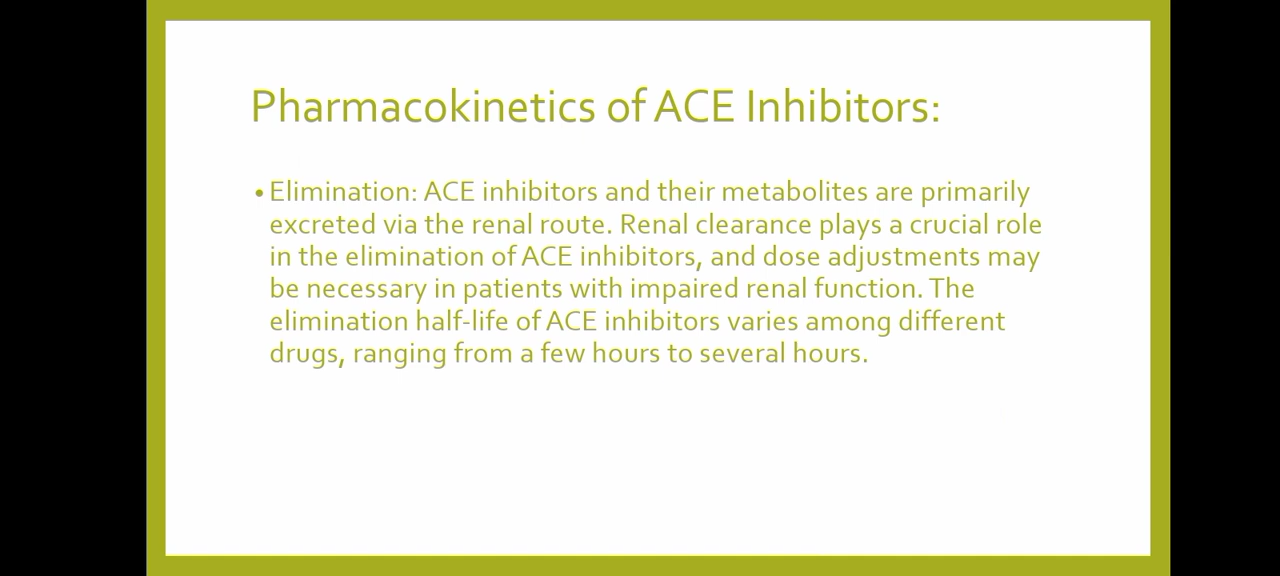 Pharmacokinetics of ACE Inhibitors:
• Elimination: ACE inhibitors and their metabolites are primarily
excreted via the renal route. Renal clearance plays a crucial role
in the elimination of ACE inhibitors, and dose adjustments may
be necessary in patients with impaired renal function. The
elimination half-life of ACE inhibitors varies among different
drugs, ranging from a few hours to several hours.